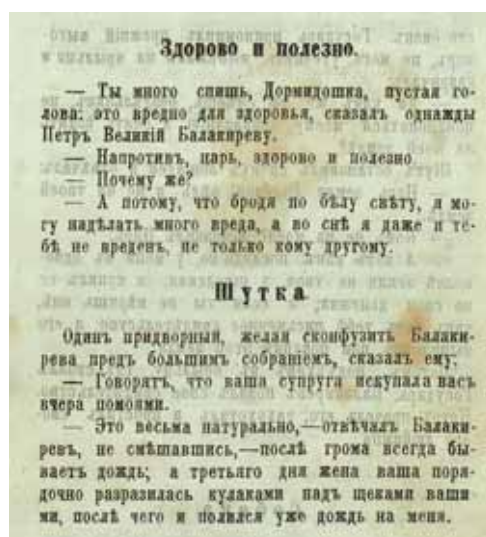 Здорово и полезно.
— Ты много спишь, Дормидошка, пустая го-
лова: это вредно для здоровья, сказалъ однажды
Петръ Великій Балакиреву.
— Напротивъ, царь, здорово и полезно
— Почему же?
— А потому, что бродя по бѣлу свѣту, я мо-
гу надѣлать много вреда, а во снѣ я даже и те-
бѣ не вреденъ, не только кому другому.
Шутка
Одинъ придворный, желая сконфузить Балаки-
рева предъ большимъ собраніемъ, сказалъ ему:
— Говорятъ, что ваша супруга искупала васъ
вчера помоями.
— Это весьма натурально,—отвѣчалъ Балаки-
ревъ, не смѣшавшись,—послѣ грома всегда бы-
ваетъ дождь; а третьяго дня жена ваша поря-
дочно разразилась кулаками надъ щеками ваши-
ми, послѣ чего и полился уже дождь на меня.